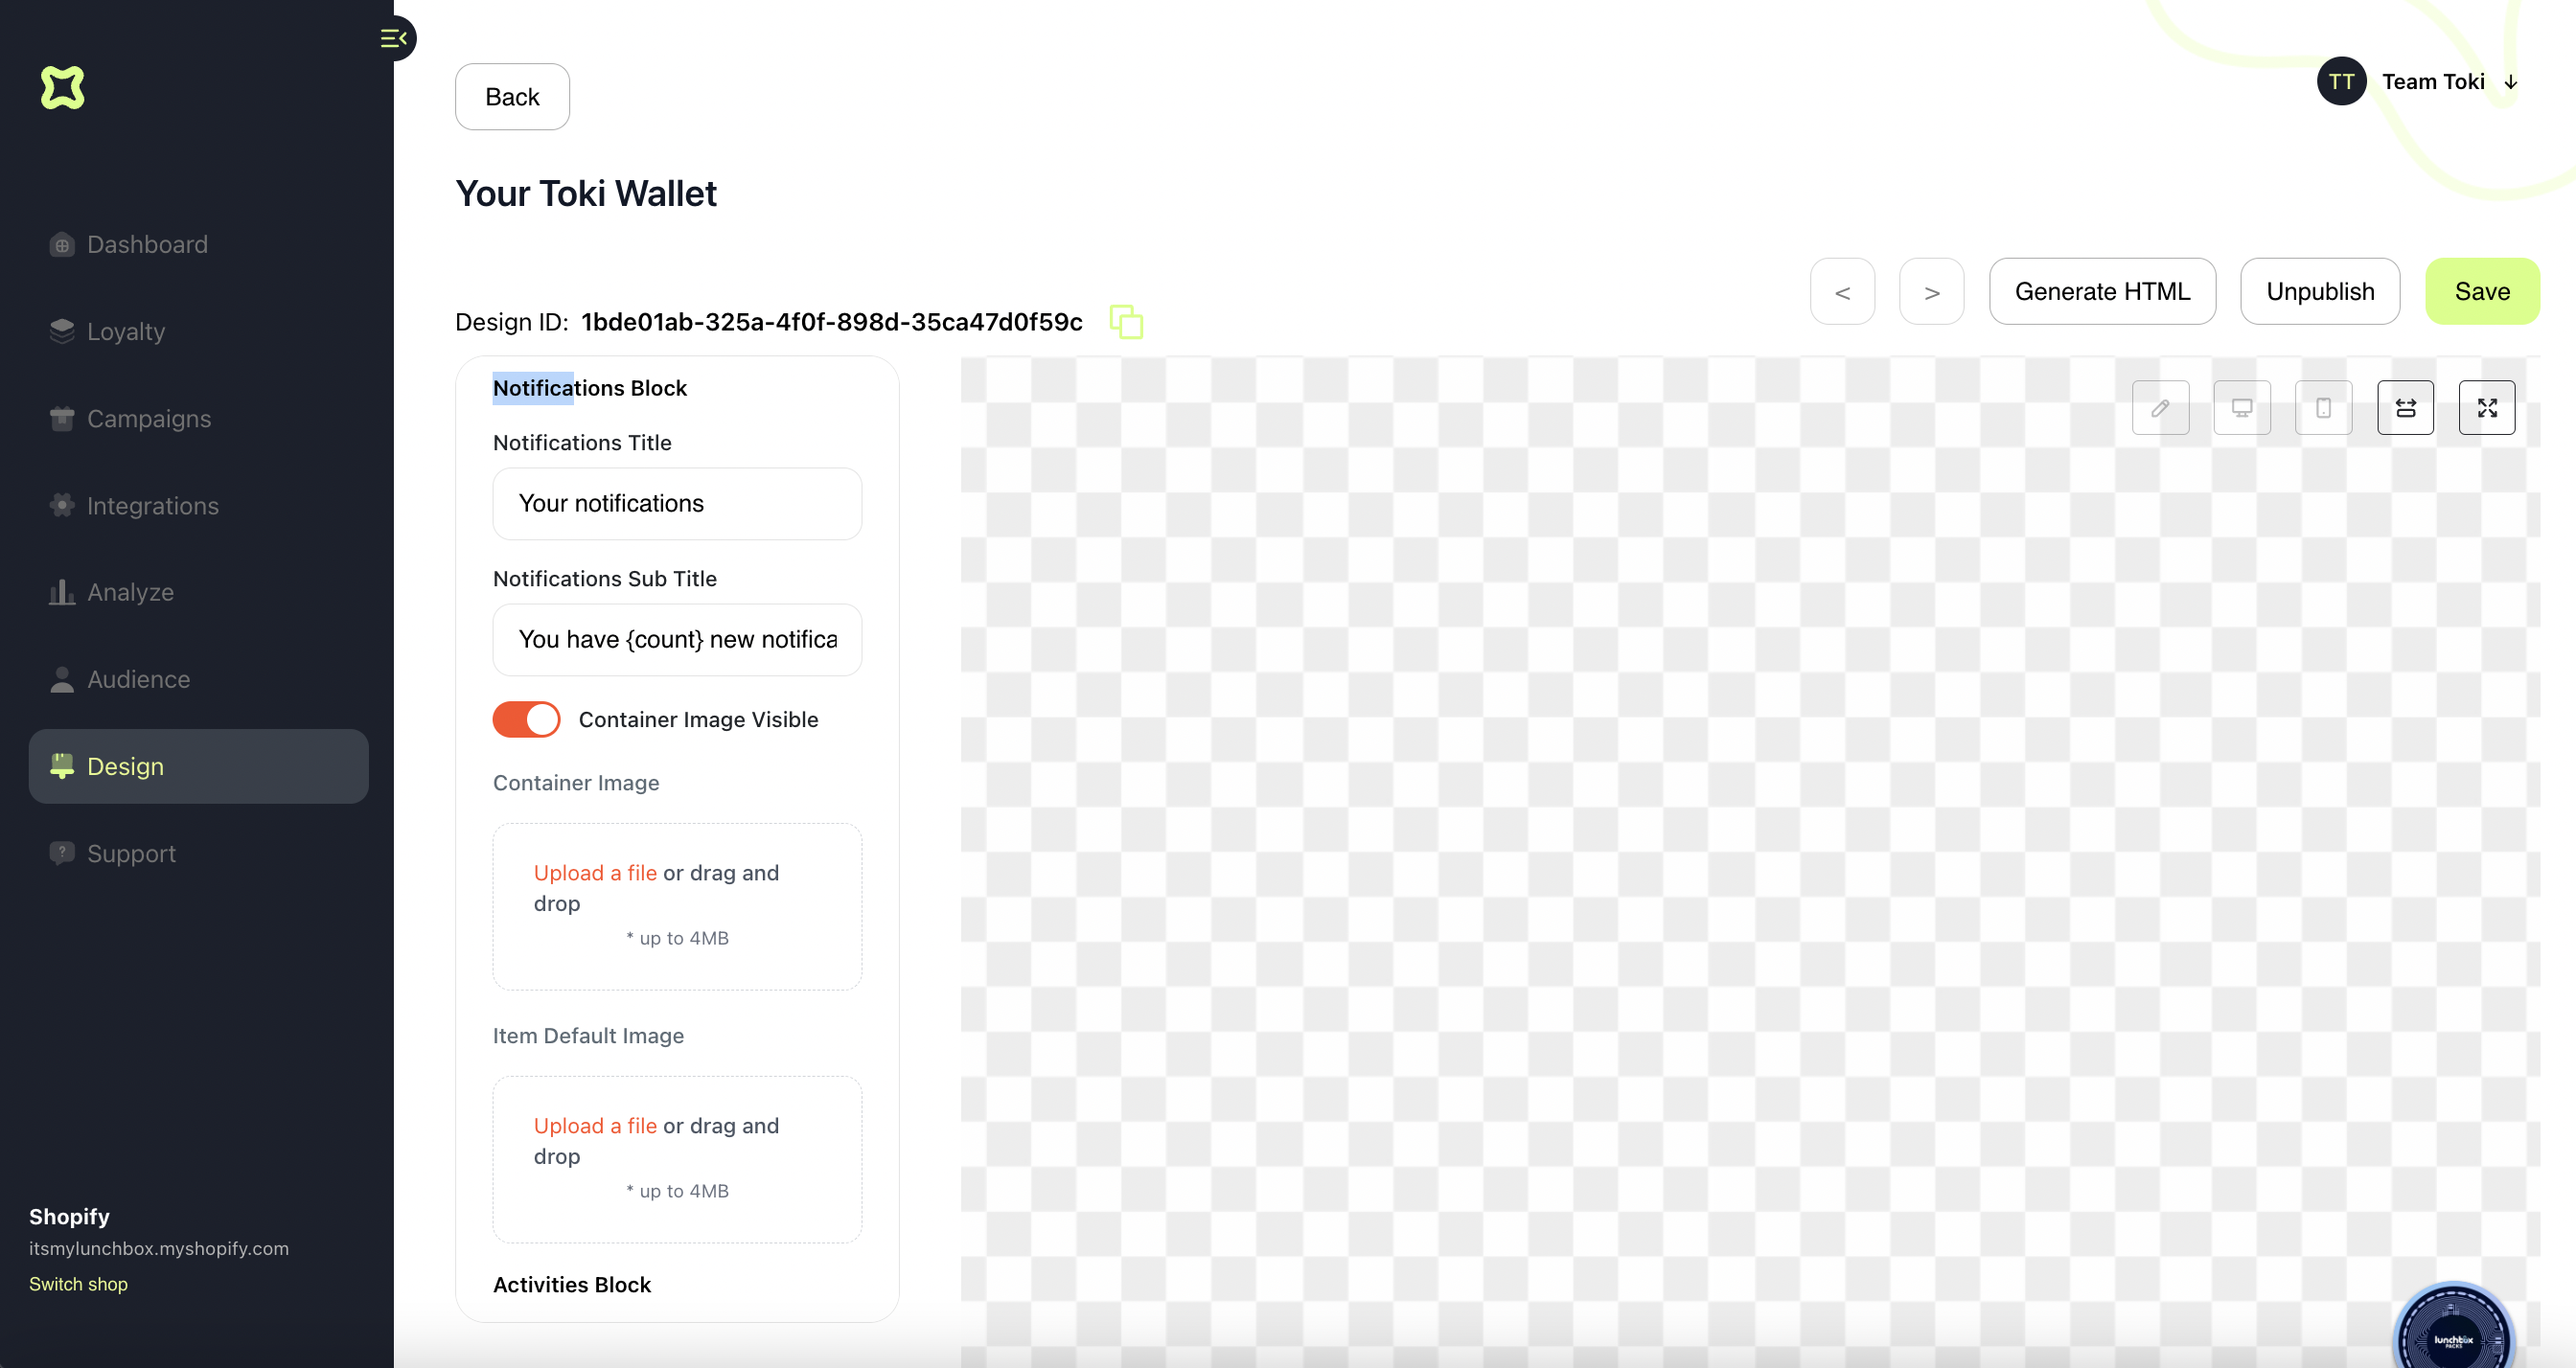 Back
TT Team Toki
Your Toki Wallet
Dashboard
Loyalty
Campaigns
Integrations
Analyze
Audience
Design
Support
Shopify
itsmylunchbox.myshopify.com
Switch shop
Design ID: 1bde01ab-325a-4f0f-898d-35ca47d0f59c
< > Generate HTML Unpublish Save
Notifications Block
Notifications Title
Your notifications
Notifications Sub Title
You have {count} new notifica
Container Image Visible
Container Image
Upload a file or drag and
drop
* up to 4MB
Item Default Image
Upload a file or drag and
drop
* up to 4MB
Activities Block
lunchbox
PACKS